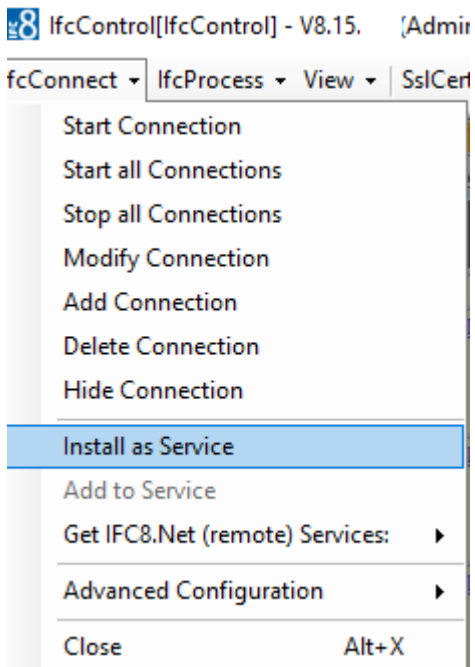 IfcControl[IfcControl] - V8.15. (Admin
fcConnect IfcProcess View SslCert
Start Connection
Start all Connections
Stop all Connections
Modify Connection
Add Connection
Delete Connection
Hide Connection
Install as Service
Add to Service
Get IFC8.Net (remote) Services:
Advanced Configuration
Close Alt+X